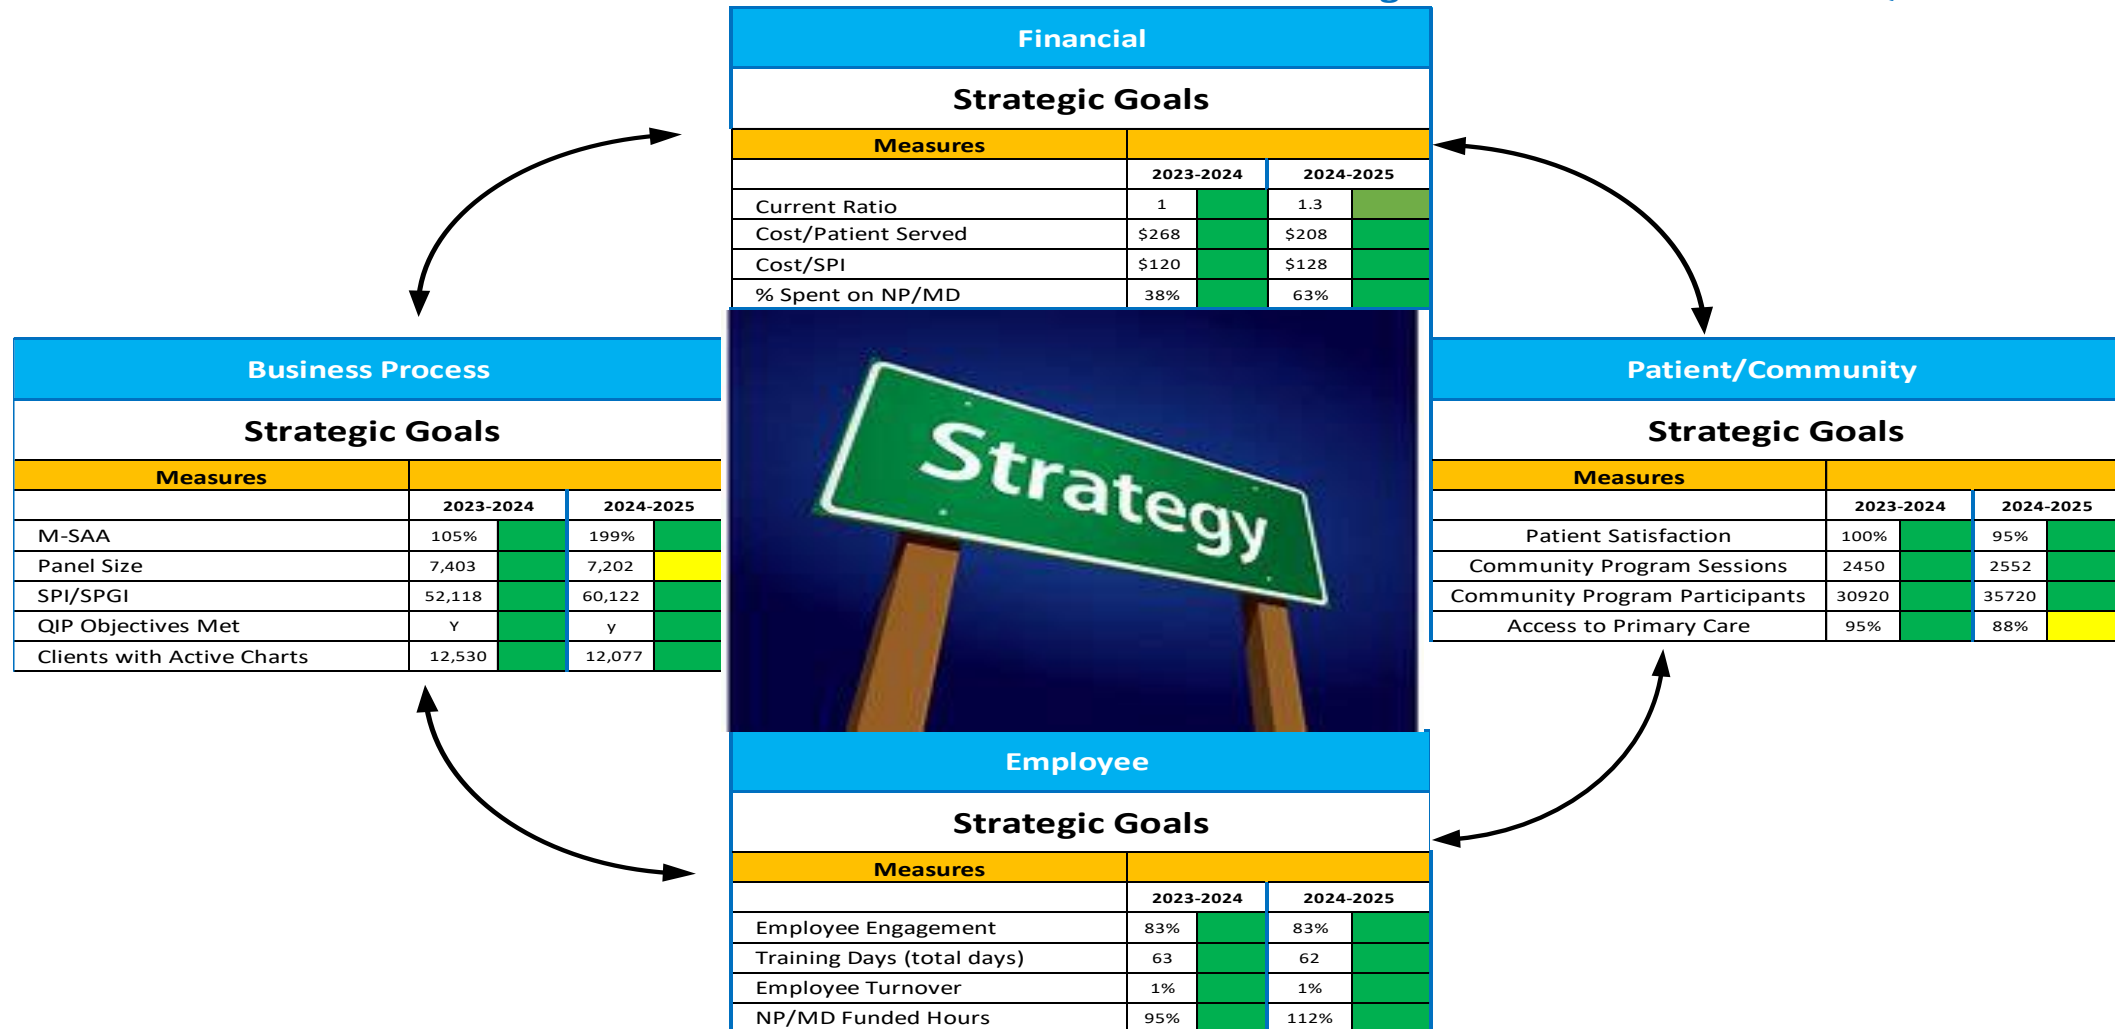 Financial
Strategic Goals
Measures
2023-2024 2024-2025
Current Ratio 1 1.3
Cost/Patient Served $268 $208
Cost/SPI $120 $128
% Spent on NP/MD 38% 63%
Business Process
Strategic Goals
Measures
2023-2024 2024-2025
M-SAA 105% 199%
Panel Size 7,403 7,202
SPI/SPGI 52,118 60,122
QIP Objectives Met Y y
Clients with Active Charts 12,530 12,077
Strategy
Patient/Community
Strategic Goals
Measures
2023-2024 2024-2025
Patient Satisfaction 100% 95%
Community Program Sessions 2450 2552
Community Program Participants 30920 35720
Access to Primary Care 95% 88%
Employee
Strategic Goals
Measures
2023-2024 2024-2025
Employee Engagement 83% 83%
Training Days (total days) 63 62
Employee Turnover 1% 1%
NP/MD Funded Hours 95% 112%